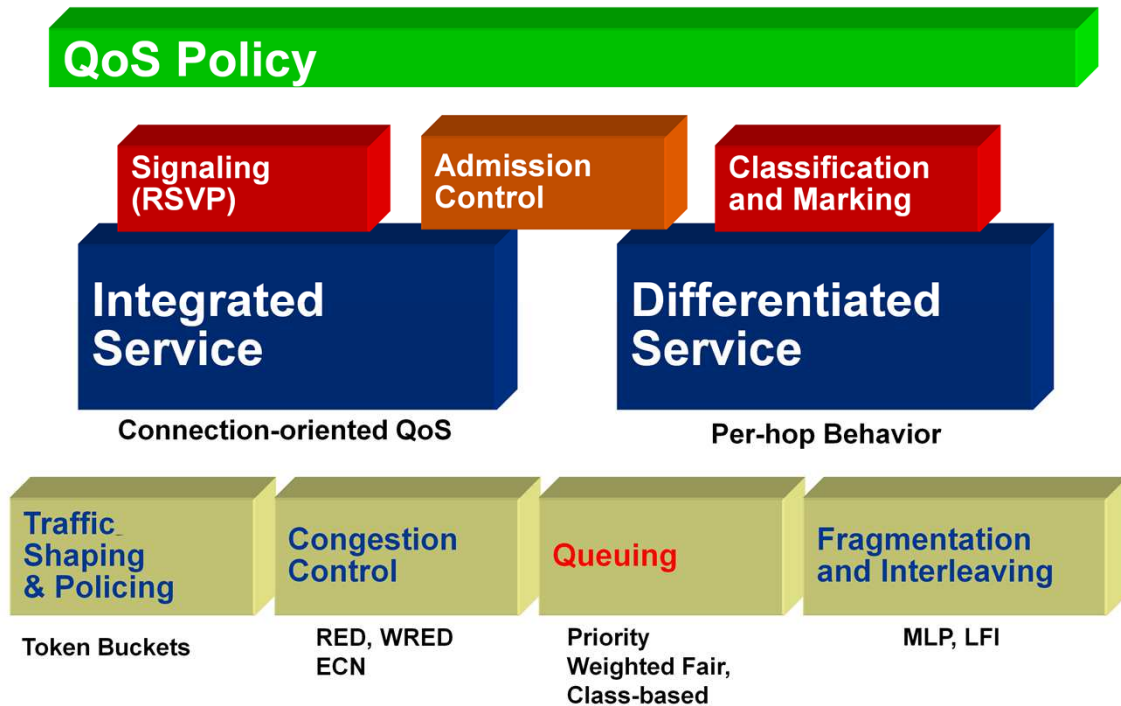 QoS Policy
Signaling
(RSVP)
Admission
Control
Classification
and Marking
Integrated
Service
Differentiated
Service
Connection-oriented QoS
Per-hop Behavior
Traffic
Shaping
& Policing
Congestion
Control
Queuing
Fragmentation
and Interleaving
Token Buckets
RED, WRED
ECN
Priority
Weighted Fair,
Class-based
MLP, LFI